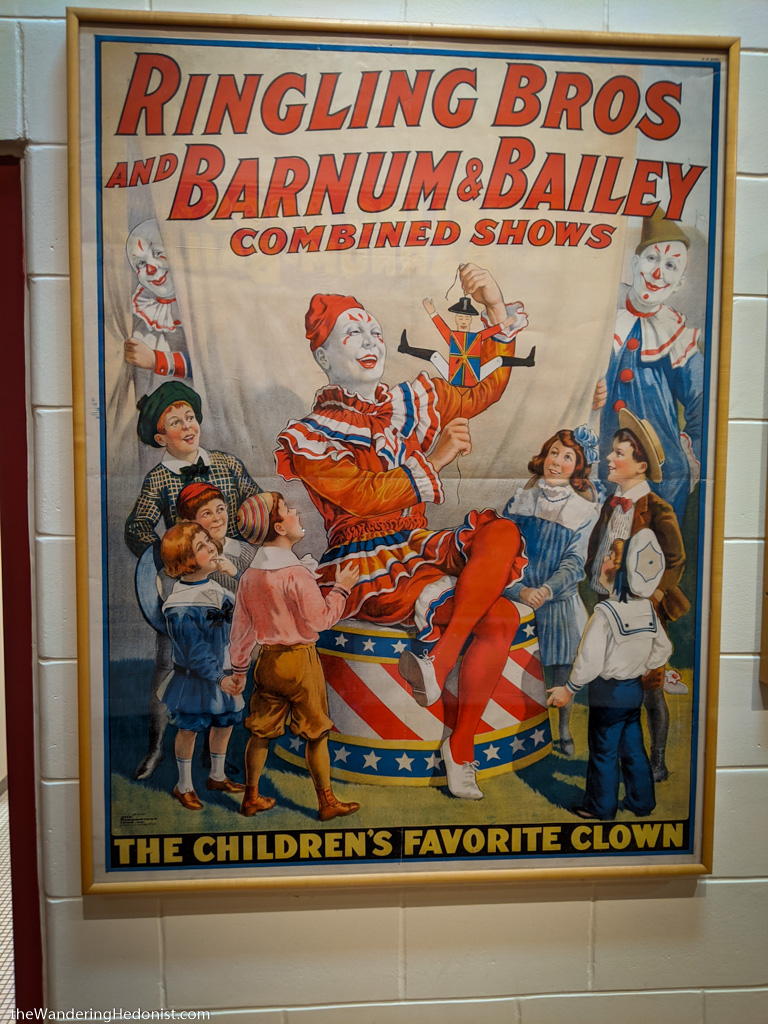 RINGLING BROS
AND BARNUM & BAILEY
COMBINED SHOWS
THE CHILDREN'S FAVORITE CLOWN
theWanderingHedonist.com